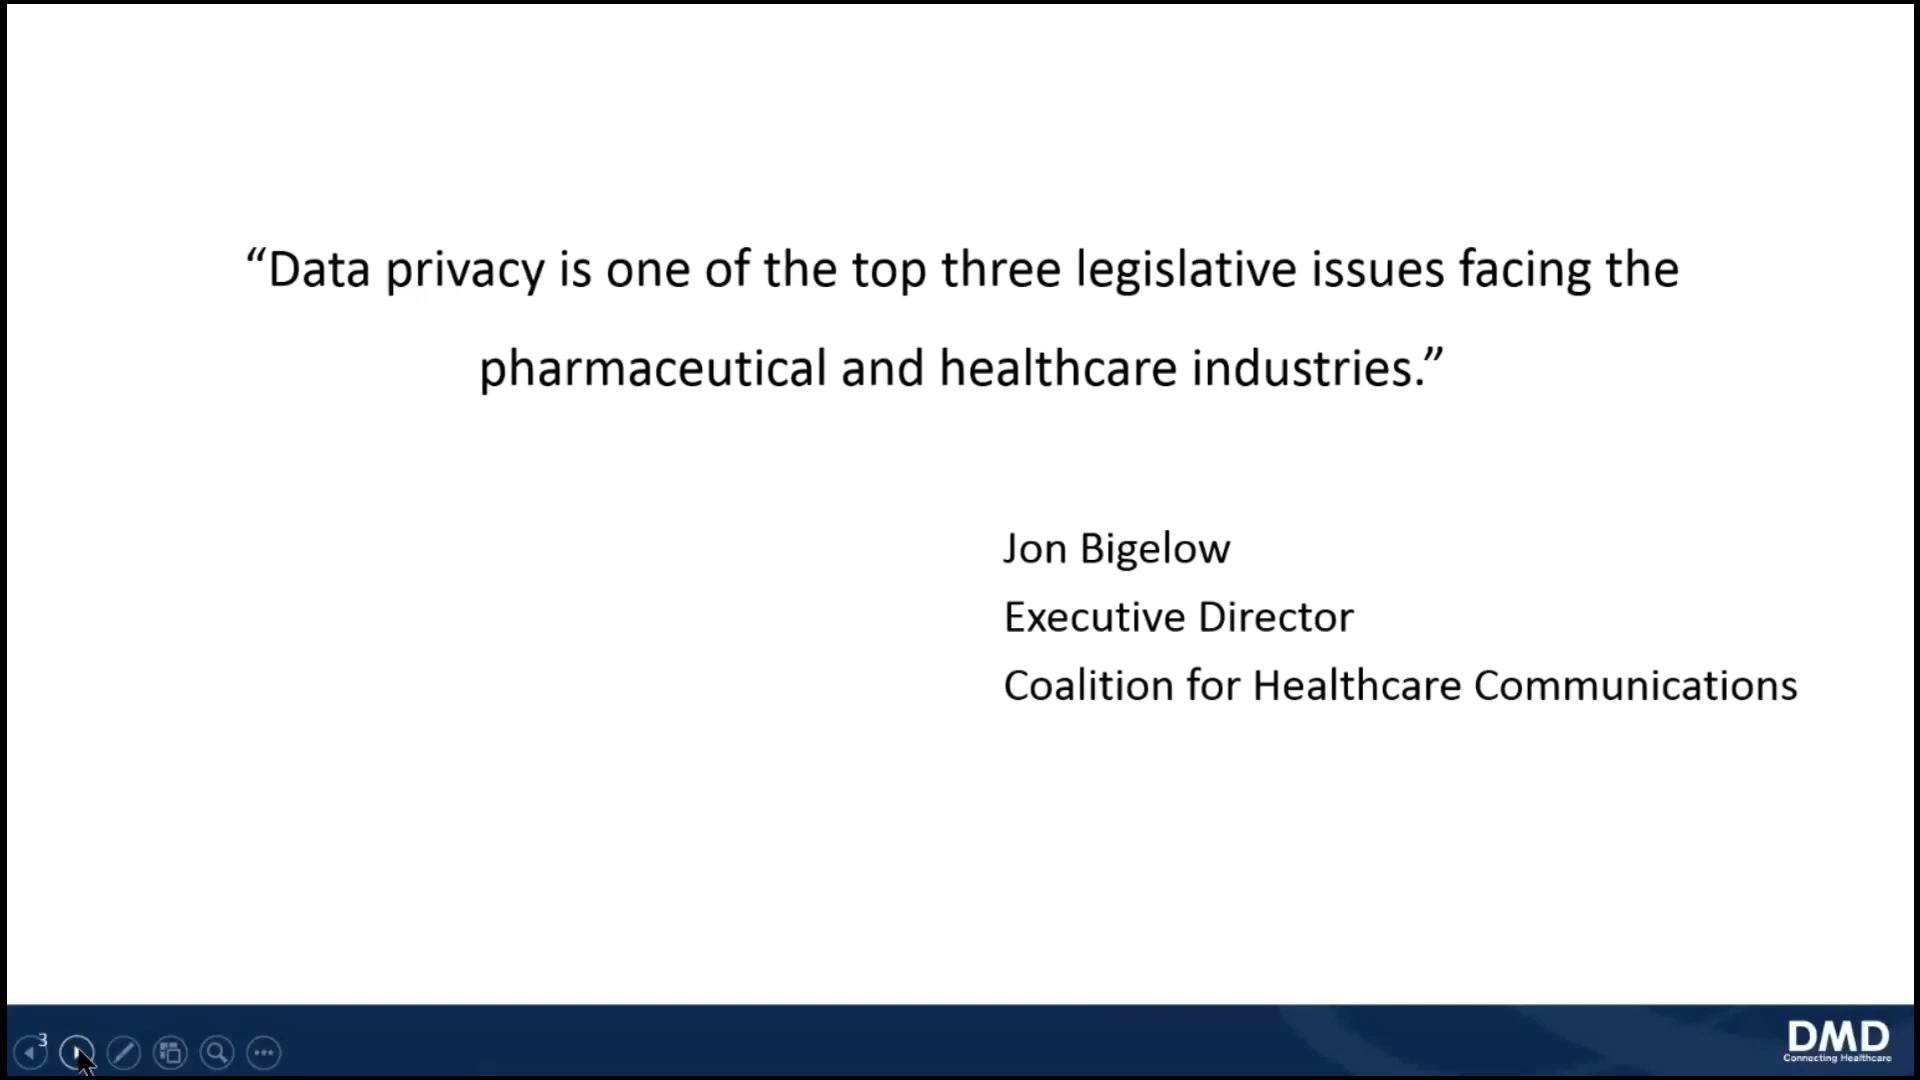 “Data privacy is one of the top three legislative issues facing the
pharmaceutical and healthcare industries.”
Jon Bigelow
Executive Director
Coalition for Healthcare Communications
3
DMD
Connecting Healthcare